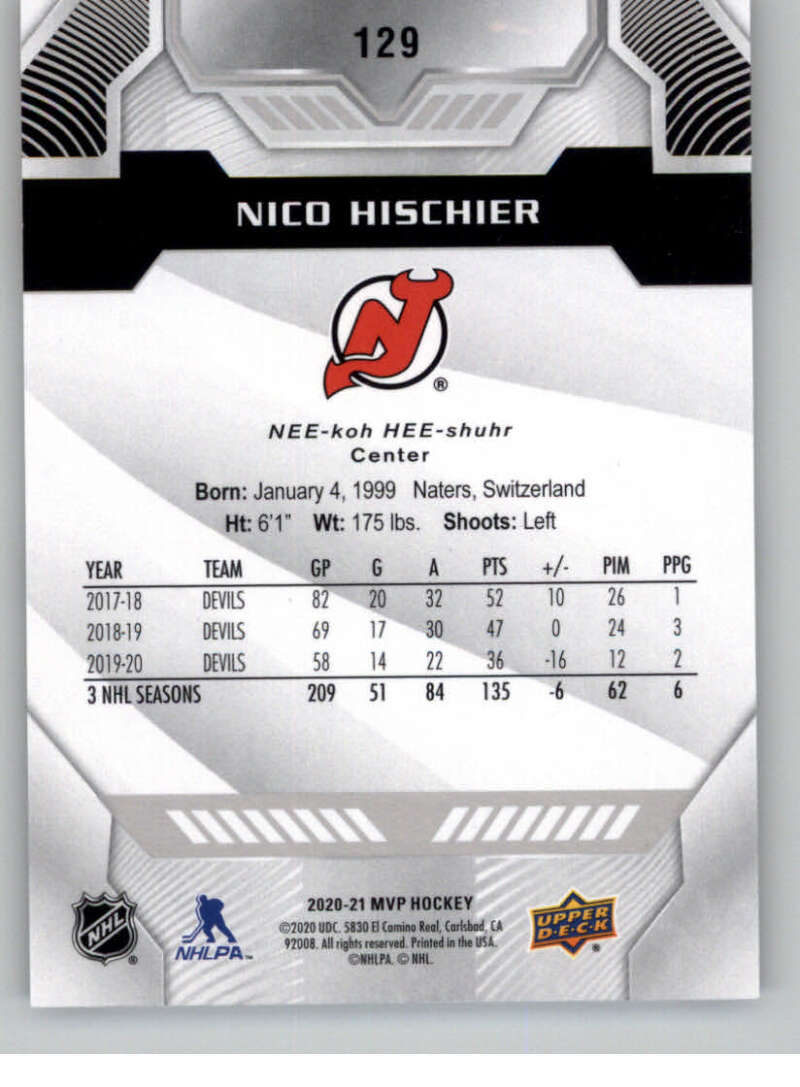 129
NICO HISCHIER
®
NEE-koh HEE-shuhr
Center
Born: January 4, 1999 Naters, Switzerland
Ht: 6'1" Wt: 175 lbs. Shoots: Left
YEAR TEAM GP G A PTS +/- PIM PPG
2017-18 DEVILS 82 20 32 52 10 26 1
2018-19 DEVILS 69 17 30 47 0 24 3
2019-20 DEVILS 58 14 22 36 -16 12 2
3 NHL SEASONS 209 51 84 135 -6 62 6
2020-21 MVP HOCKEY
©2020 UDC. 5830 El Camino Real, Carlsbad, CA
92008. All rights reserved. Printed in the USA.
©NHLPA. © NHL.
NHL ®
NHLPA™
UPPER
D·E·C·K ®